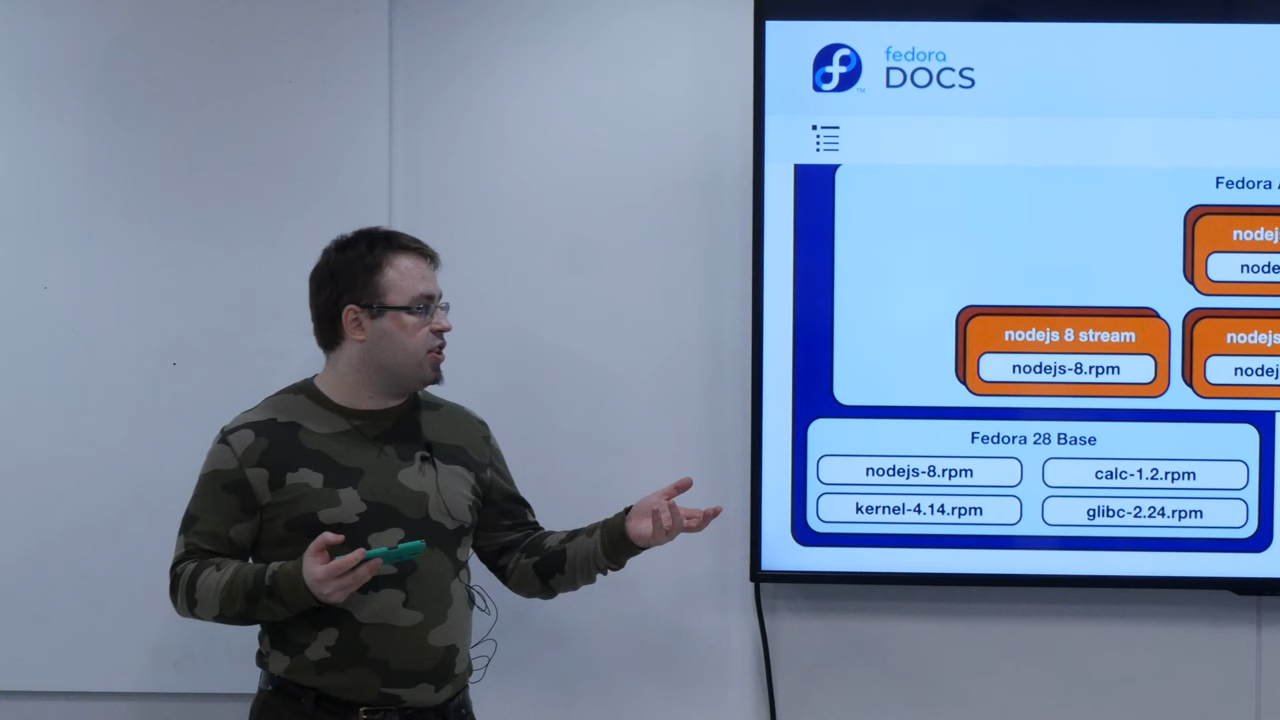 fedora
DOCS
TM
Fedora
nodejs 8 stream
nodejs-8.rpm
Fedora 28 Base
nodejs-8.rpm
calc-1.2.rpm
kernel-4.14.rpm
glibc-2.24.rpm